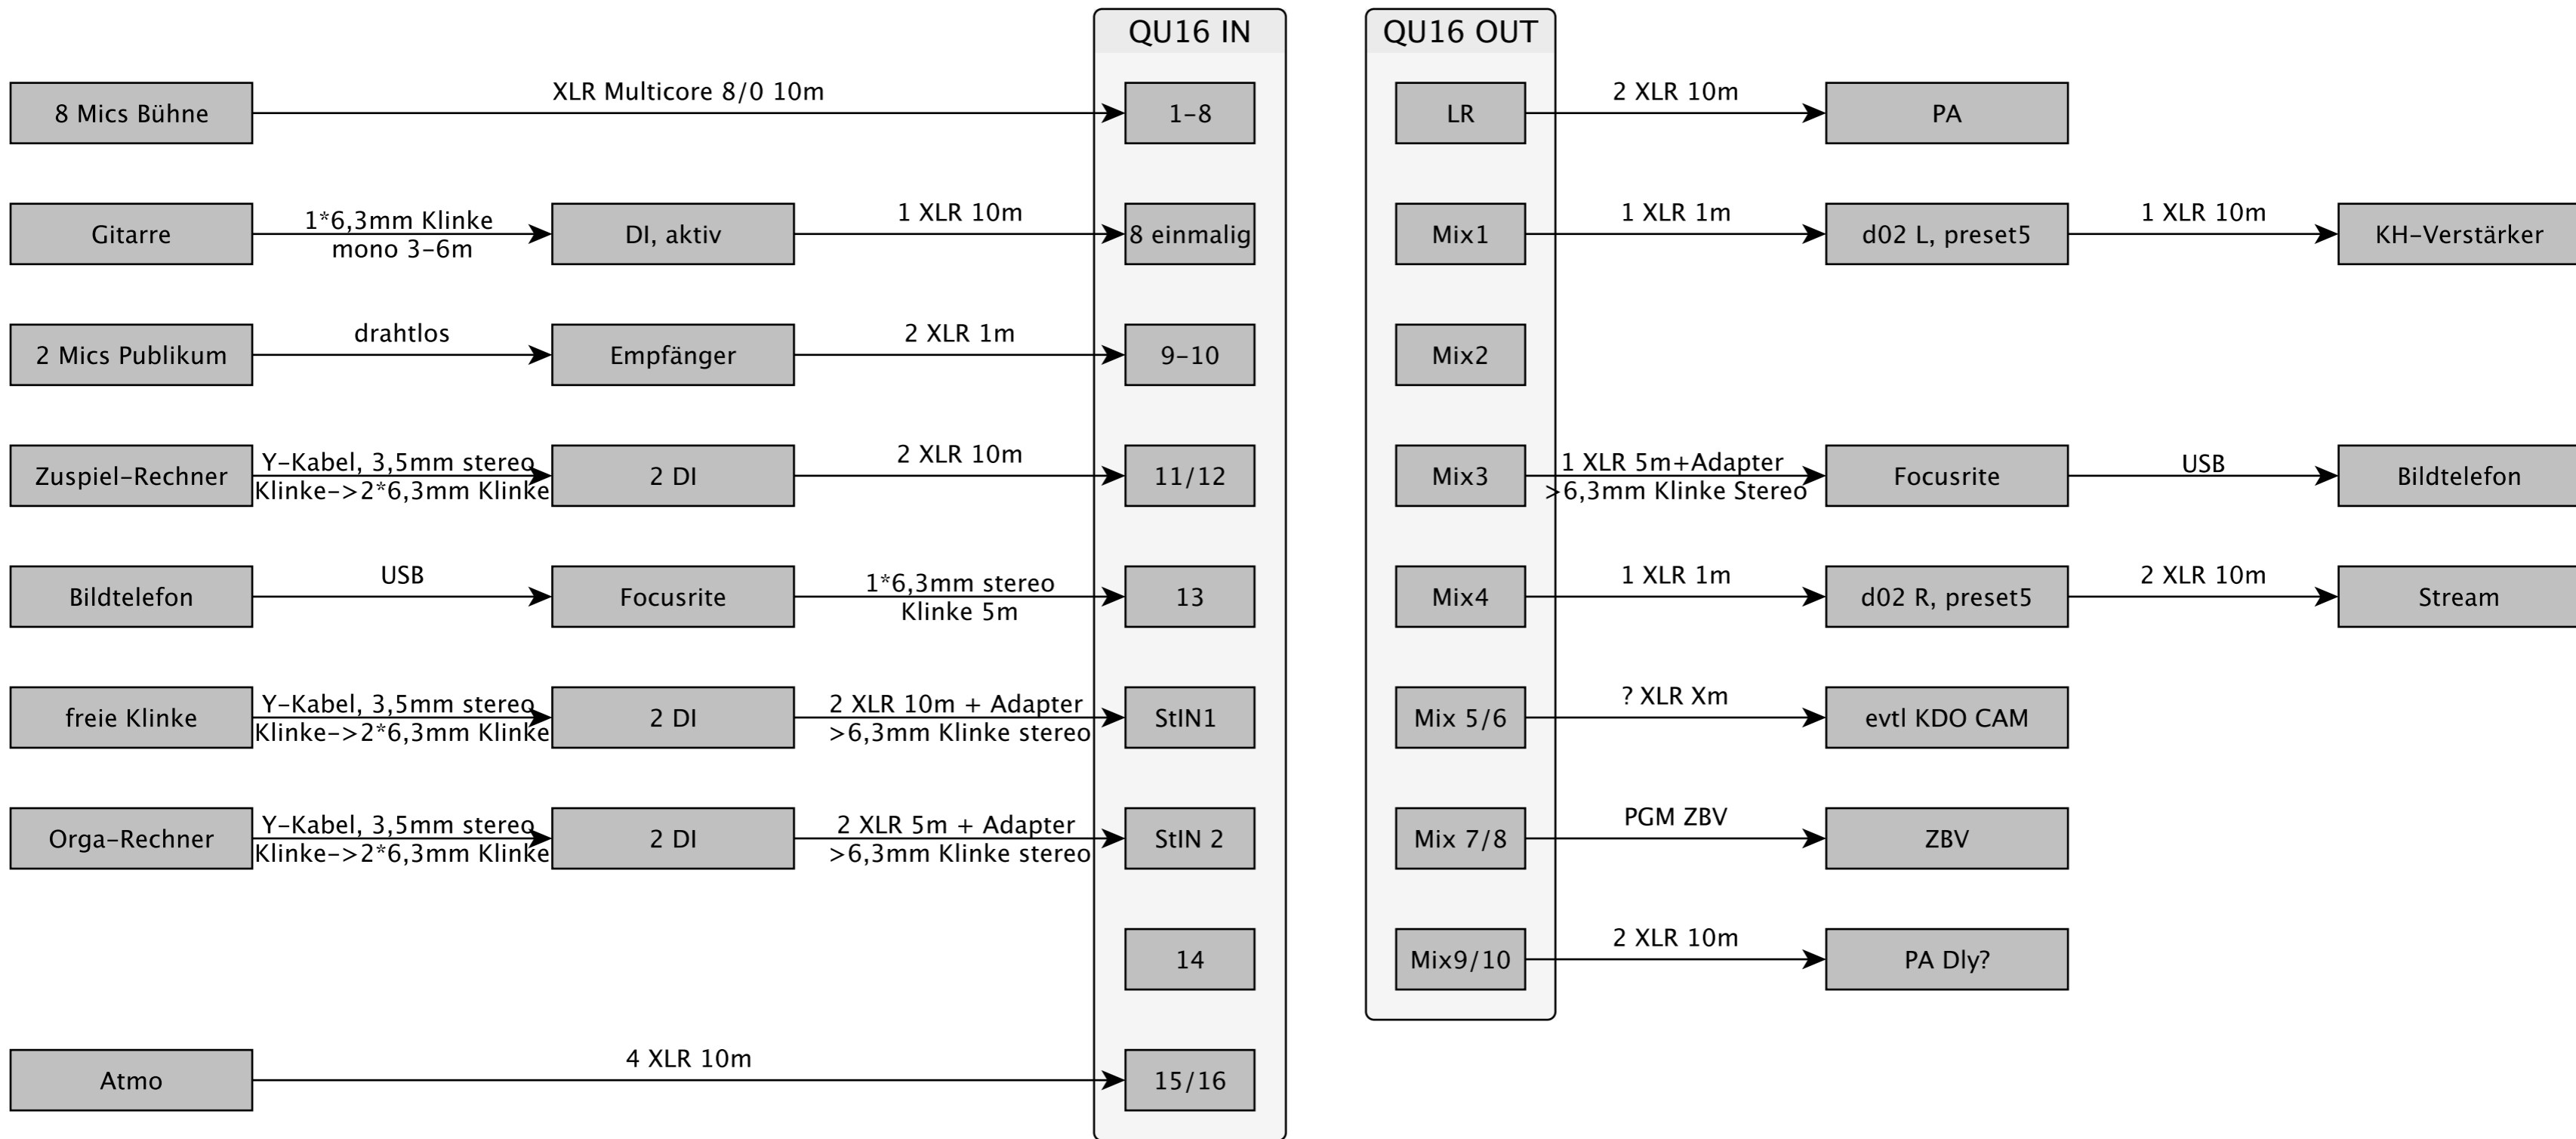 QU16 IN
QU16 OUT
8 Mics Bühne
XLR Multicore 8/0 10m
1-8
LR
2 XLR 10m
PA
Gitarre
1*6,3mm Klinke
mono 3-6m
DI, aktiv
1 XLR 10m
8 einmalig
Mix1
1 XLR 1m
d02 L, preset5
1 XLR 10m
KH-Verstärker
2 Mics Publikum
drahtlos
Empfänger
2 XLR 1m
9-10
Mix2
Zuspiel-Rechner
Y-Kabel, 3,5mm stereo
Klinke->2*6,3mm Klinke
2 DI
2 XLR 10m
11/12
Mix3
1 XLR 5m+Adapter
>6,3mm Klinke Stereo
Focusrite
USB
Bildtelefon
Bildtelefon
USB
Focusrite
1*6,3mm stereo
Klinke 5m
13
Mix4
1 XLR 1m
d02 R, preset5
2 XLR 10m
Stream
freie Klinke
Y-Kabel, 3,5mm stereo
Klinke->2*6,3mm Klinke
2 DI
2 XLR 10m + Adapter
>6,3mm Klinke stereo
StIN1
Mix 5/6
? XLR Xm
evtl KDO CAM
Orga-Rechner
Y-Kabel, 3,5mm stereo
Klinke->2*6,3mm Klinke
2 DI
2 XLR 5m + Adapter
>6,3mm Klinke stereo
StIN 2
Mix 7/8
PGM ZBV
ZBV
14
Mix9/10
2 XLR 10m
PA Dly?
Atmo
4 XLR 10m
15/16